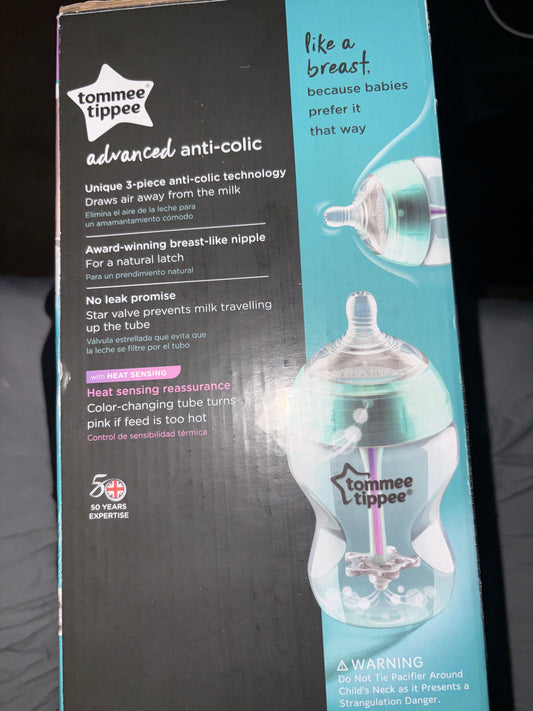 tommee
tippee
advanced anti-colic
Unique 3-piece anti-colic technology
Draws air away from the milk
Elimina el aire de la leche para
un amamantamiento cómodo
Award-winning breast-like nipple
For a natural latch
Para un prendimiento natural
No leak promise
Star valve prevents milk travelling
up the tube
Válvula estrellada que evita que
la leche se filtre por el tubo
with HEAT SENSING
Heat sensing reassurance
Color-changing tube turns
pink if feed is too hot
Control de sensibilidad térmica
50
50 YEARS
EXPERTISE
like a
breast.
because babies
prefer it
that way
tommee
tippee®
⚠ WARNING
Do Not Tie Pacifier Around
Child's Neck as it Presents a
Strangulation Danger.